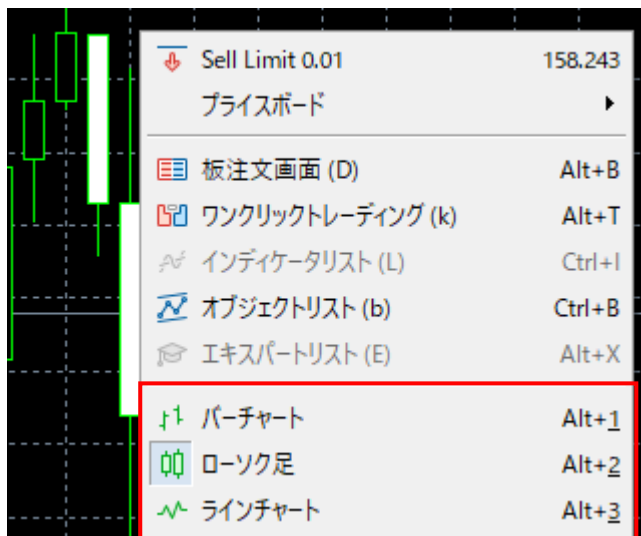 Sell Limit 0.01 158.243
プライスボード
板注文画面 (D) Alt+B
ワンクリックトレーディング (k) Alt+T
インディケータリスト (L) Ctrl+I
オブジェクトリスト (b) Ctrl+B
エキスパートリスト (E) Alt+X
バーチャート Alt+1
ローソク足 Alt+2
ラインチャート Alt+3